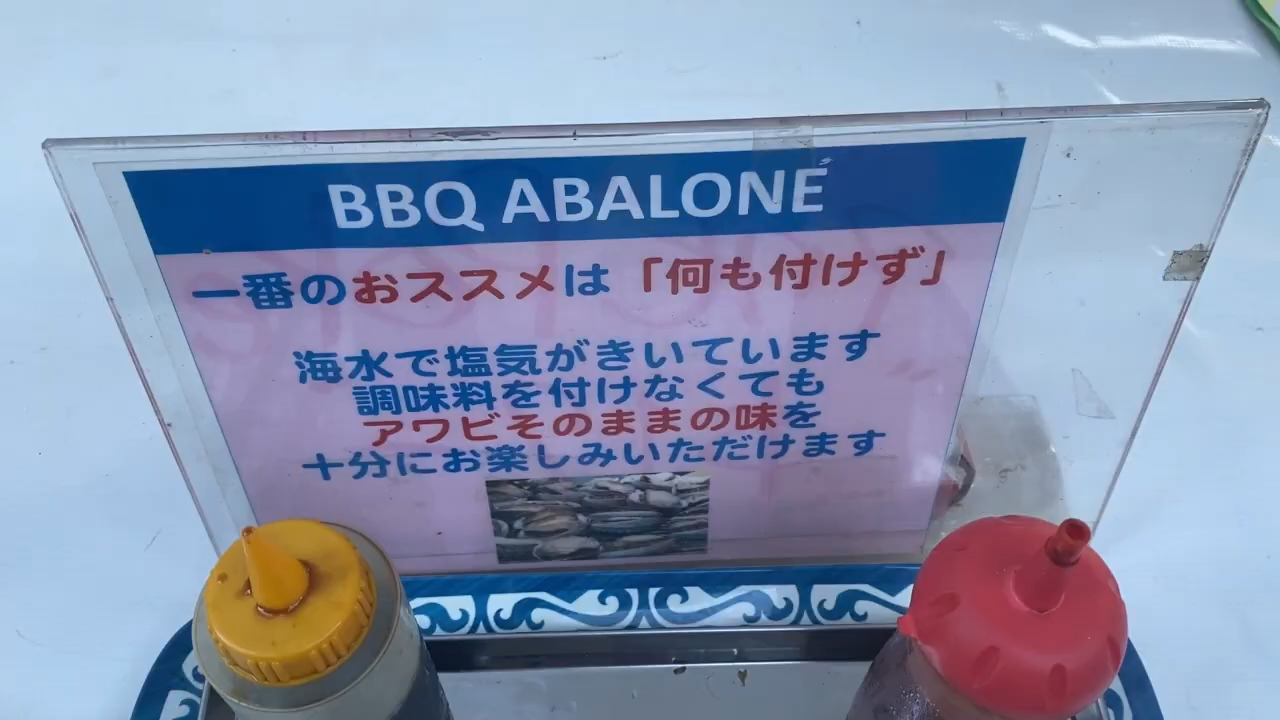 BBQ ABALONE
一番のおススメは「何も付けず」
海水で塩気がきいています
調味料を付けなくても
アワビそのままの味を
十分にお楽しみいただけます